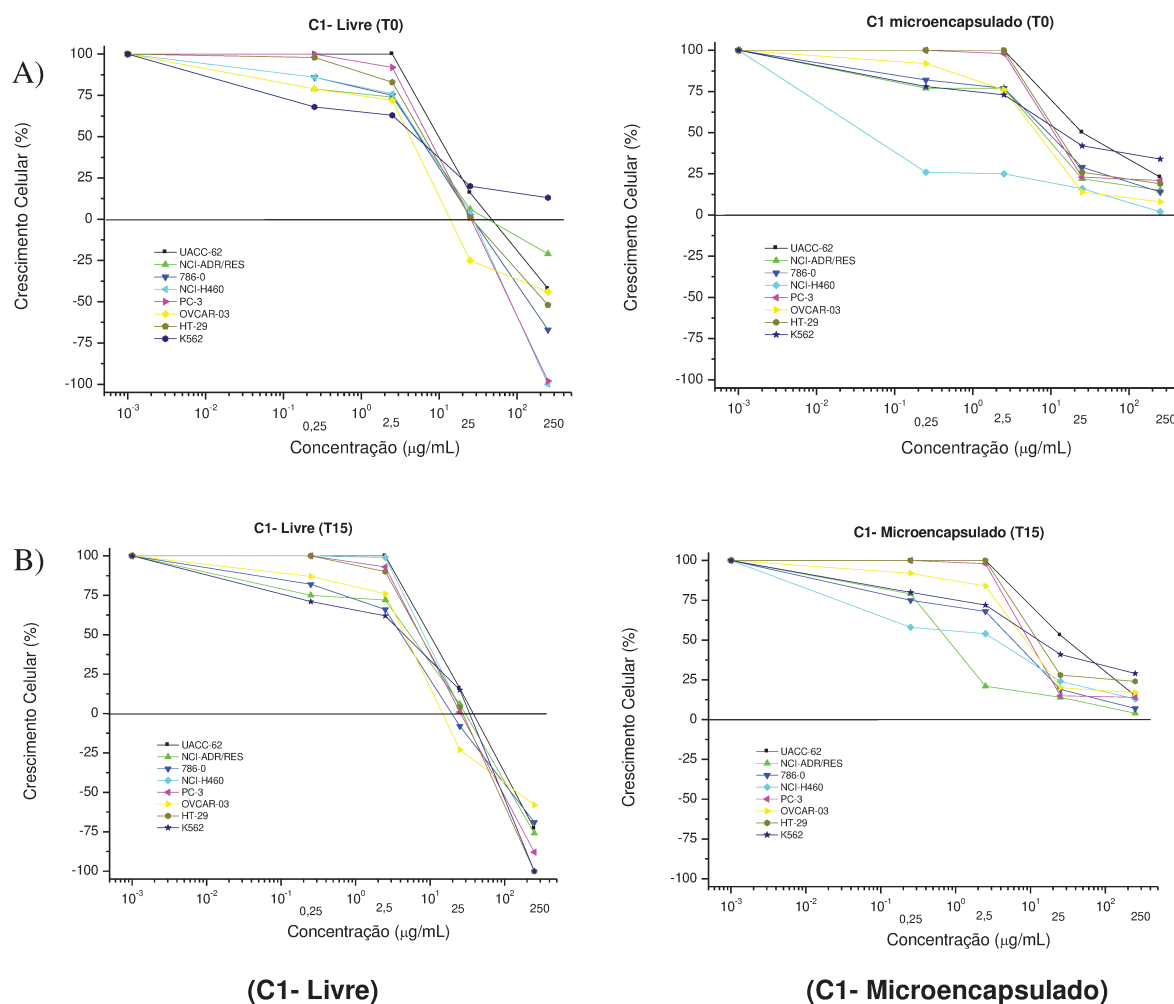 C1- Livre (T0)
A)
Crescimento Celular (%)
100
75
50
25
0
-25
-50
-75
-100
UACC-62
NCI-ADR/RES
786-0
NCI-H460
PC-3
OVCAR-03
HT-29
K562
10-3 10-2 10-1 100 101 102
0,25 2,5 25 250
Concentração (μg/mL)
C1 microencapsulado (T0)
Crescimento Celular (%)
100
75
50
25
0
-25
-50
-75
-100
UACC-62
NCI-ADR/RES
786-0
NCI-H460
PC-3
OVCAR-03
HT-29
K562
10-3 10-2 10-1 100 101 102
0,25 2,5 25 250
Concentração (μg/mL)
C1- Livre (T15)
B)
Crescimento Celular (%)
100
75
50
25
0
-25
-50
-75
-100
UACC-62
NCI-ADR/RES
786-0
NCI-H460
PC-3
OVCAR-03
HT-29
K562
10-3 10-2 10-1 100 101 102
0,25 2,5 25 250
Concentração (μg/mL)
C1- Microencapsulado (T15)
Crescimento Celular (%)
100
75
50
25
0
-25
-50
-75
-100
UACC-62
NCI-ADR/RES
786-0
NCI-H460
PC-3
OVCAR-03
HT-29
K562
10-3 10-2 10-1 100 101 102
0,25 2,5 25 250
Concentração (μg/mL)
(C1- Livre)
(C1- Microencapsulado)